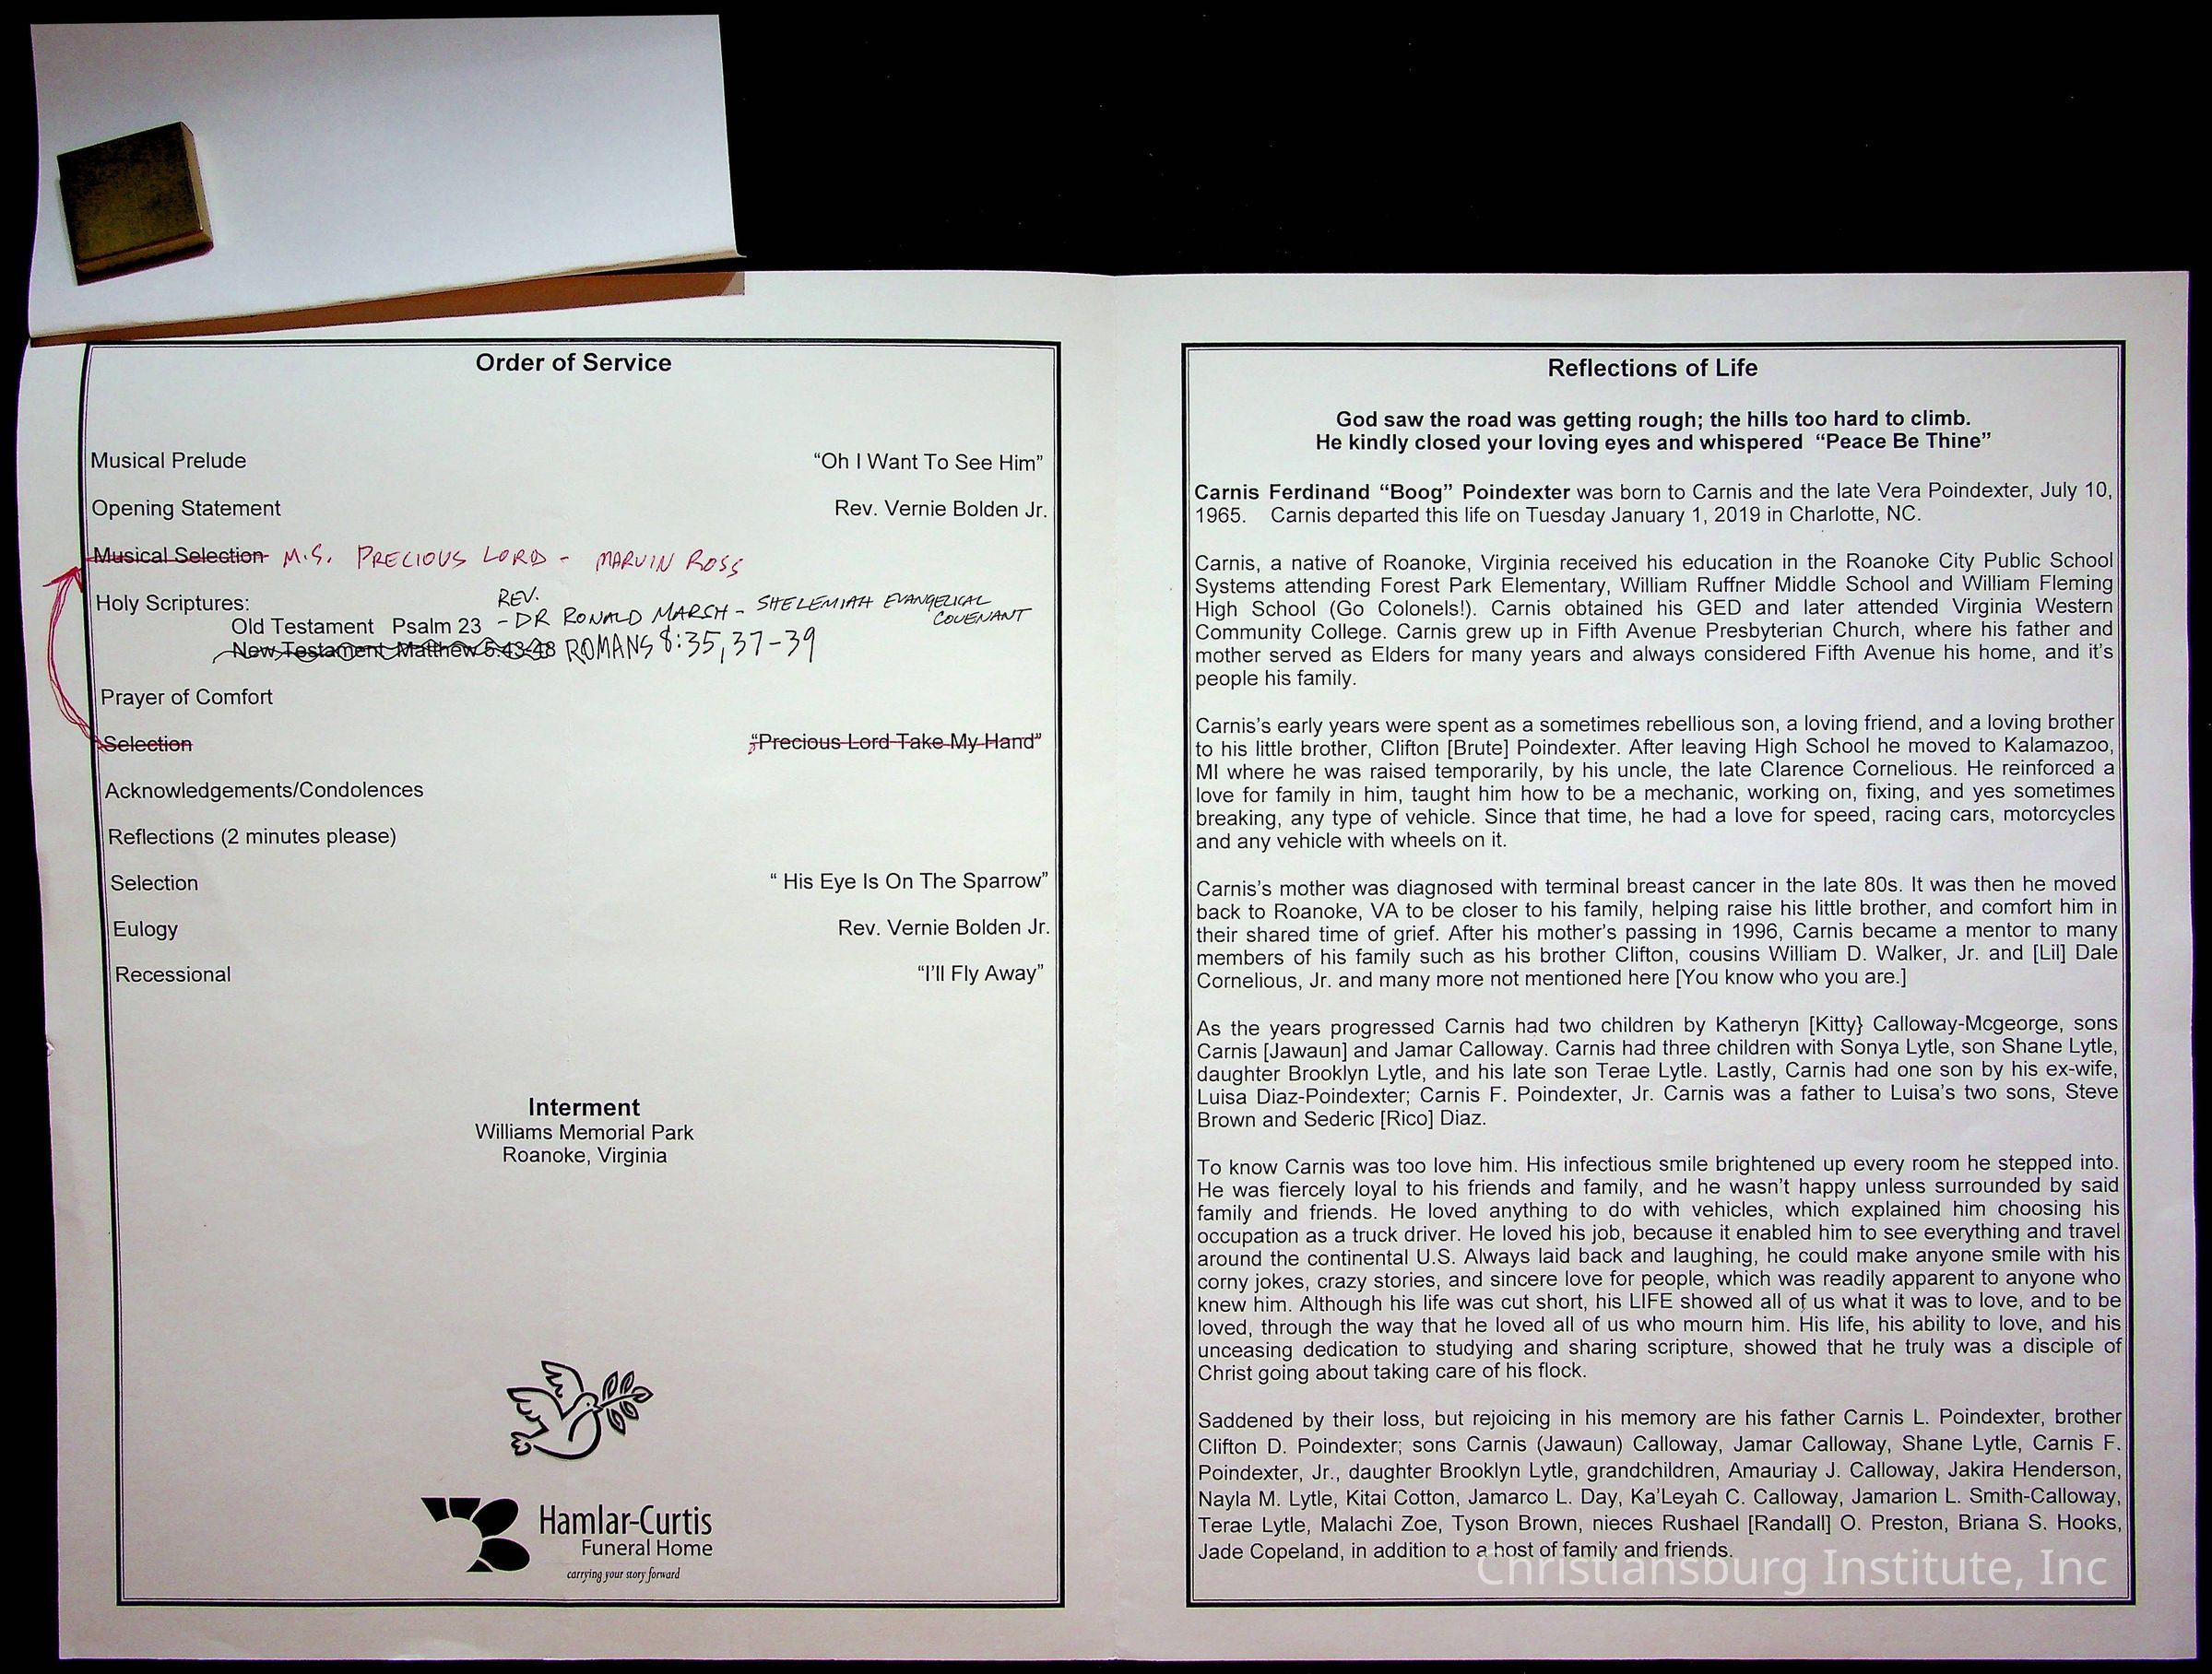 Order of Service
Musical Prelude “Oh I Want To See Him”
Opening Statement Rev. Vernie Bolden Jr.
Musical Selection M.S. PRECIOUS LORD - MARVIN ROSS
Holy Scriptures:
REV.
Old Testament Psalm 23 - DR RONALD MARSH - SHELEMIAH EVANGELICAL
COVENANT
New Testament Matthew 5:43-48 ROMANS 8:35,37-39
Prayer of Comfort
Selection “Precious Lord Take My Hand”
Acknowledgements/Condolences
Reflections (2 minutes please)
Selection “ His Eye Is On The Sparrow”
Eulogy Rev. Vernie Bolden Jr.
Recessional “I’ll Fly Away”
Interment
Williams Memorial Park
Roanoke, Virginia
Hamlar-Curtis
Funeral Home
carrying your story forward
Reflections of Life
God saw the road was getting rough; the hills too hard to climb.
He kindly closed your loving eyes and whispered “Peace Be Thine”
Carnis Ferdinand “Boog” Poindexter was born to Carnis and the late Vera Poindexter, July 10,
1965. Carnis departed this life on Tuesday January 1, 2019 in Charlotte, NC.
Carnis, a native of Roanoke, Virginia received his education in the Roanoke City Public School
Systems attending Forest Park Elementary, William Ruffner Middle School and William Fleming
High School (Go Colonels!). Carnis obtained his GED and later attended Virginia Western
Community College. Carnis grew up in Fifth Avenue Presbyterian Church, where his father and
mother served as Elders for many years and always considered Fifth Avenue his home, and it’s
people his family.
Carnis’s early years were spent as a sometimes rebellious son, a loving friend, and a loving brother
to his little brother, Clifton [Brute] Poindexter. After leaving High School he moved to Kalamazoo,
MI where he was raised temporarily, by his uncle, the late Clarence Cornelious. He reinforced a
love for family in him, taught him how to be a mechanic, working on, fixing, and yes sometimes
breaking, any type of vehicle. Since that time, he had a love for speed, racing cars, motorcycles
and any vehicle with wheels on it.
Carnis’s mother was diagnosed with terminal breast cancer in the late 80s. It was then he moved
back to Roanoke, VA to be closer to his family, helping raise his little brother, and comfort him in
their shared time of grief. After his mother’s passing in 1996, Carnis became a mentor to many
members of his family such as his brother Clifton, cousins William D. Walker, Jr. and [Lil] Dale
Cornelious, Jr. and many more not mentioned here [You know who you are.]
As the years progressed Carnis had two children by Katheryn [Kitty} Calloway-Mcgeorge, sons
Carnis [Jawaun] and Jamar Calloway. Carnis had three children with Sonya Lytle, son Shane Lytle,
daughter Brooklyn Lytle, and his late son Terae Lytle. Lastly, Carnis had one son by his ex-wife,
Luisa Diaz-Poindexter; Carnis F. Poindexter, Jr. Carnis was a father to Luisa’s two sons, Steve
Brown and Sederic [Rico] Diaz.
To know Carnis was too love him. His infectious smile brightened up every room he stepped into.
He was fiercely loyal to his friends and family, and he wasn’t happy unless surrounded by said
family and friends. He loved anything to do with vehicles, which explained him choosing his
occupation as a truck driver. He loved his job, because it enabled him to see everything and travel
around the continental U.S. Always laid back and laughing, he could make anyone smile with his
corny jokes, crazy stories, and sincere love for people, which was readily apparent to anyone who
knew him. Although his life was cut short, his LIFE showed all of us what it was to love, and to be
loved, through the way that he loved all of us who mourn him. His life, his ability to love, and his
unceasing dedication to studying and sharing scripture, showed that he truly was a disciple of
Christ going about taking care of his flock.
Saddened by their loss, but rejoicing in his memory are his father Carnis L. Poindexter, brother
Clifton D. Poindexter; sons Carnis (Jawaun) Calloway, Jamar Calloway, Shane Lytle, Carnis F.
Poindexter, Jr., daughter Brooklyn Lytle, grandchildren, Amauriay J. Calloway, Jakira Henderson,
Nayla M. Lytle, Kitai Cotton, Jamarco L. Day, Ka’Leyah C. Calloway, Jamarion L. Smith-Calloway,
Terae Lytle, Malachi Zoe, Tyson Brown, nieces Rushael [Randall] O. Preston, Briana S. Hooks,
Jade Copeland, in addition to a host of family and friends.
Christiansburg Institute, Inc